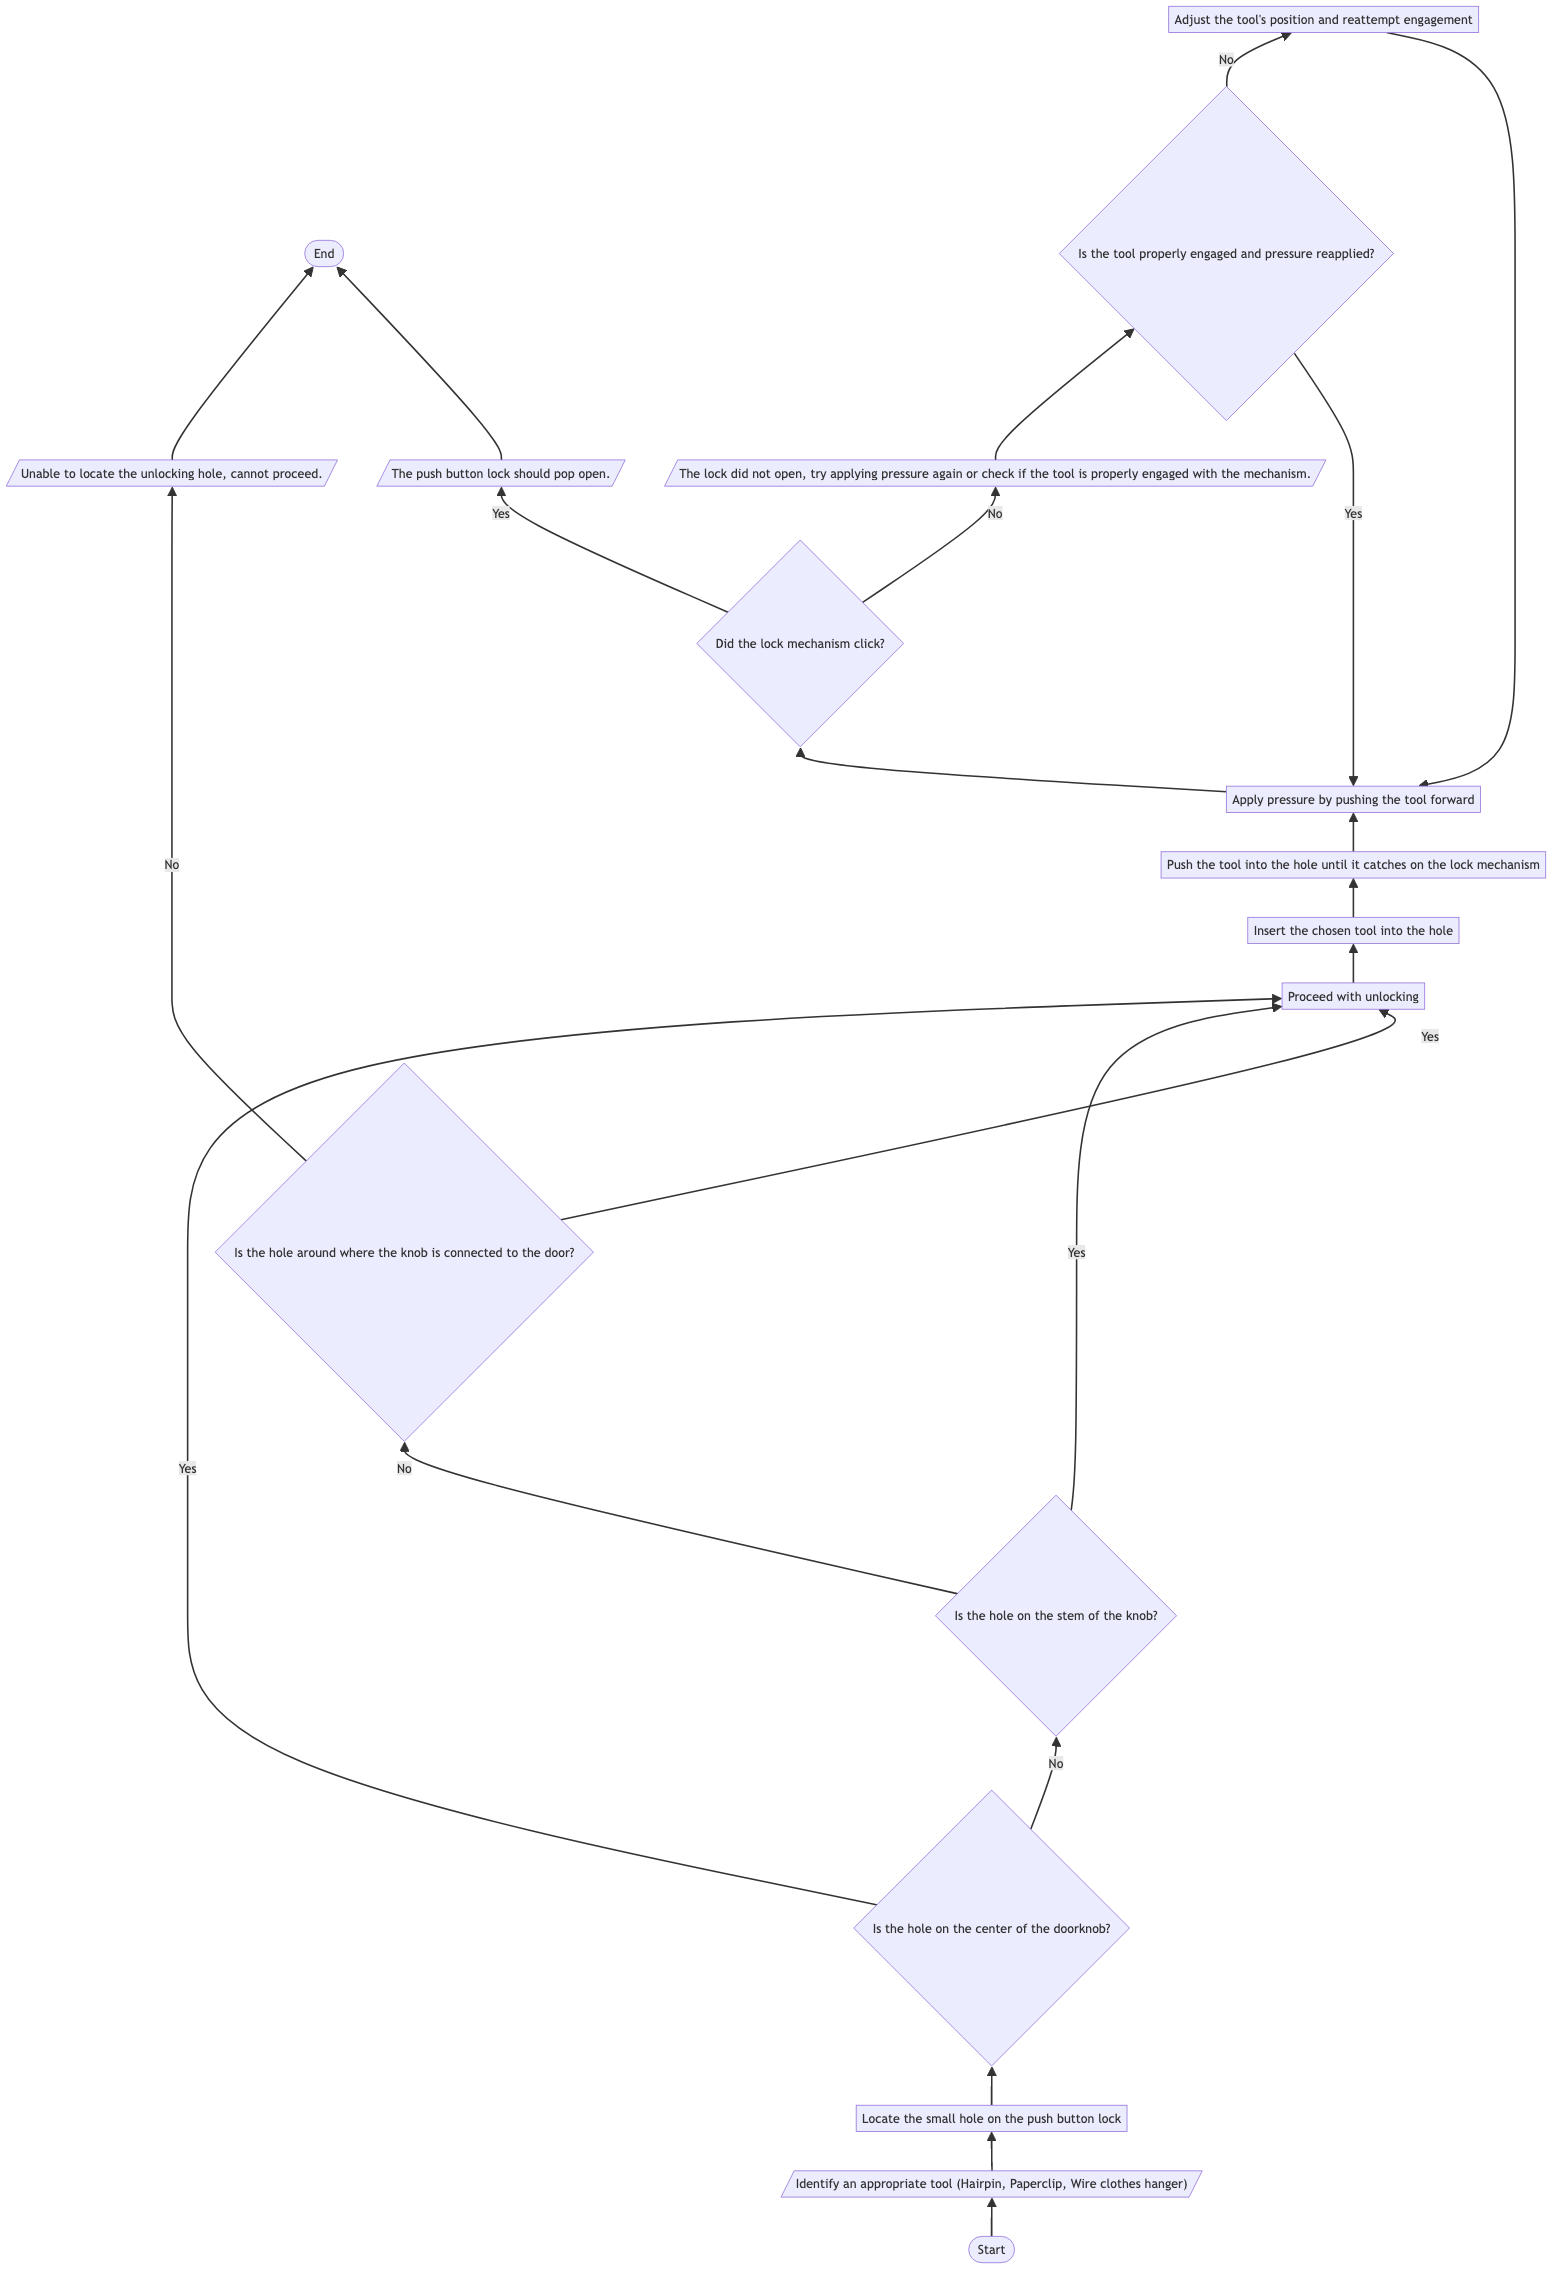 Adjust the tool's position and reattempt engagement
No
Is the tool properly engaged and pressure reapplied?
End
Unable to locate the unlocking hole, cannot proceed.
The push button lock should pop open.
The lock did not open, try applying pressure again or check if the tool is properly engaged with the mechanism.
Yes
No
Yes
Did the lock mechanism click?
Apply pressure by pushing the tool forward
No
Push the tool into the hole until it catches on the lock mechanism
Insert the chosen tool into the hole
Proceed with unlocking
Yes
Is the hole around where the knob is connected to the door?
Yes
Yes
No
Is the hole on the stem of the knob?
No
Is the hole on the center of the doorknob?
Locate the small hole on the push button lock
Identify an appropriate tool (Hairpin, Paperclip, Wire clothes hanger)
Start